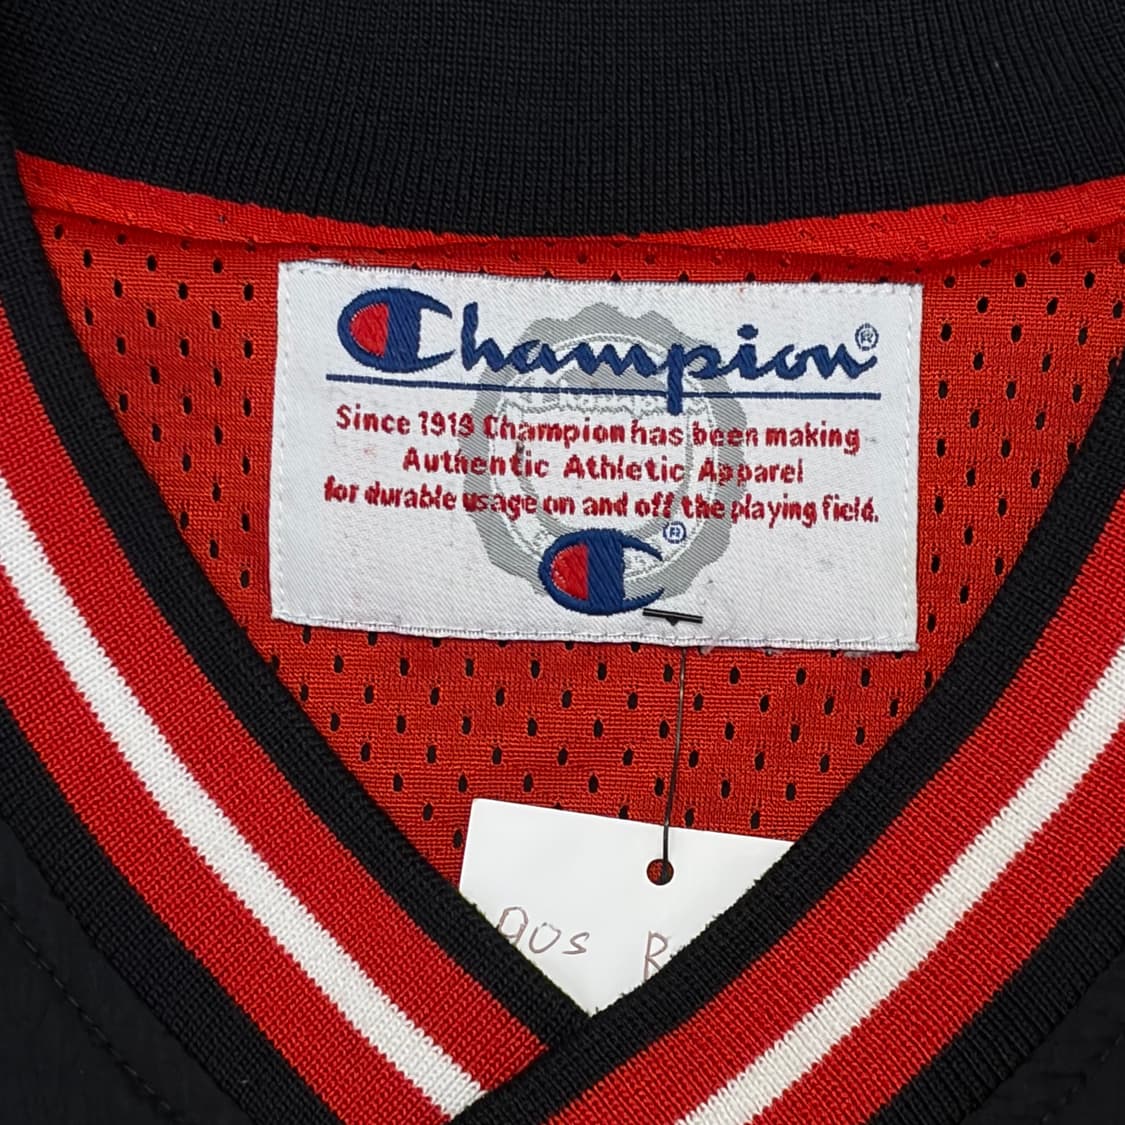 Champion®
Since 1919 Champion has been making
Authentic Athletic Apparel
for durable usage on and off the playing field.
®
90s